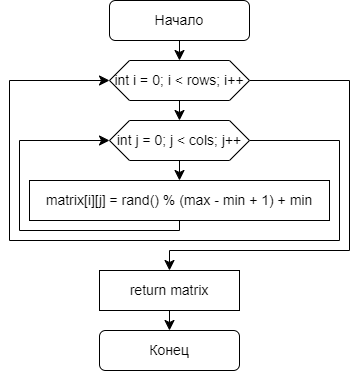 Начало
int i = 0; i < rows; i++
int j = 0; j < cols; j++
matrix[i][j] = rand() % (max - min + 1) + min
return matrix
Конец